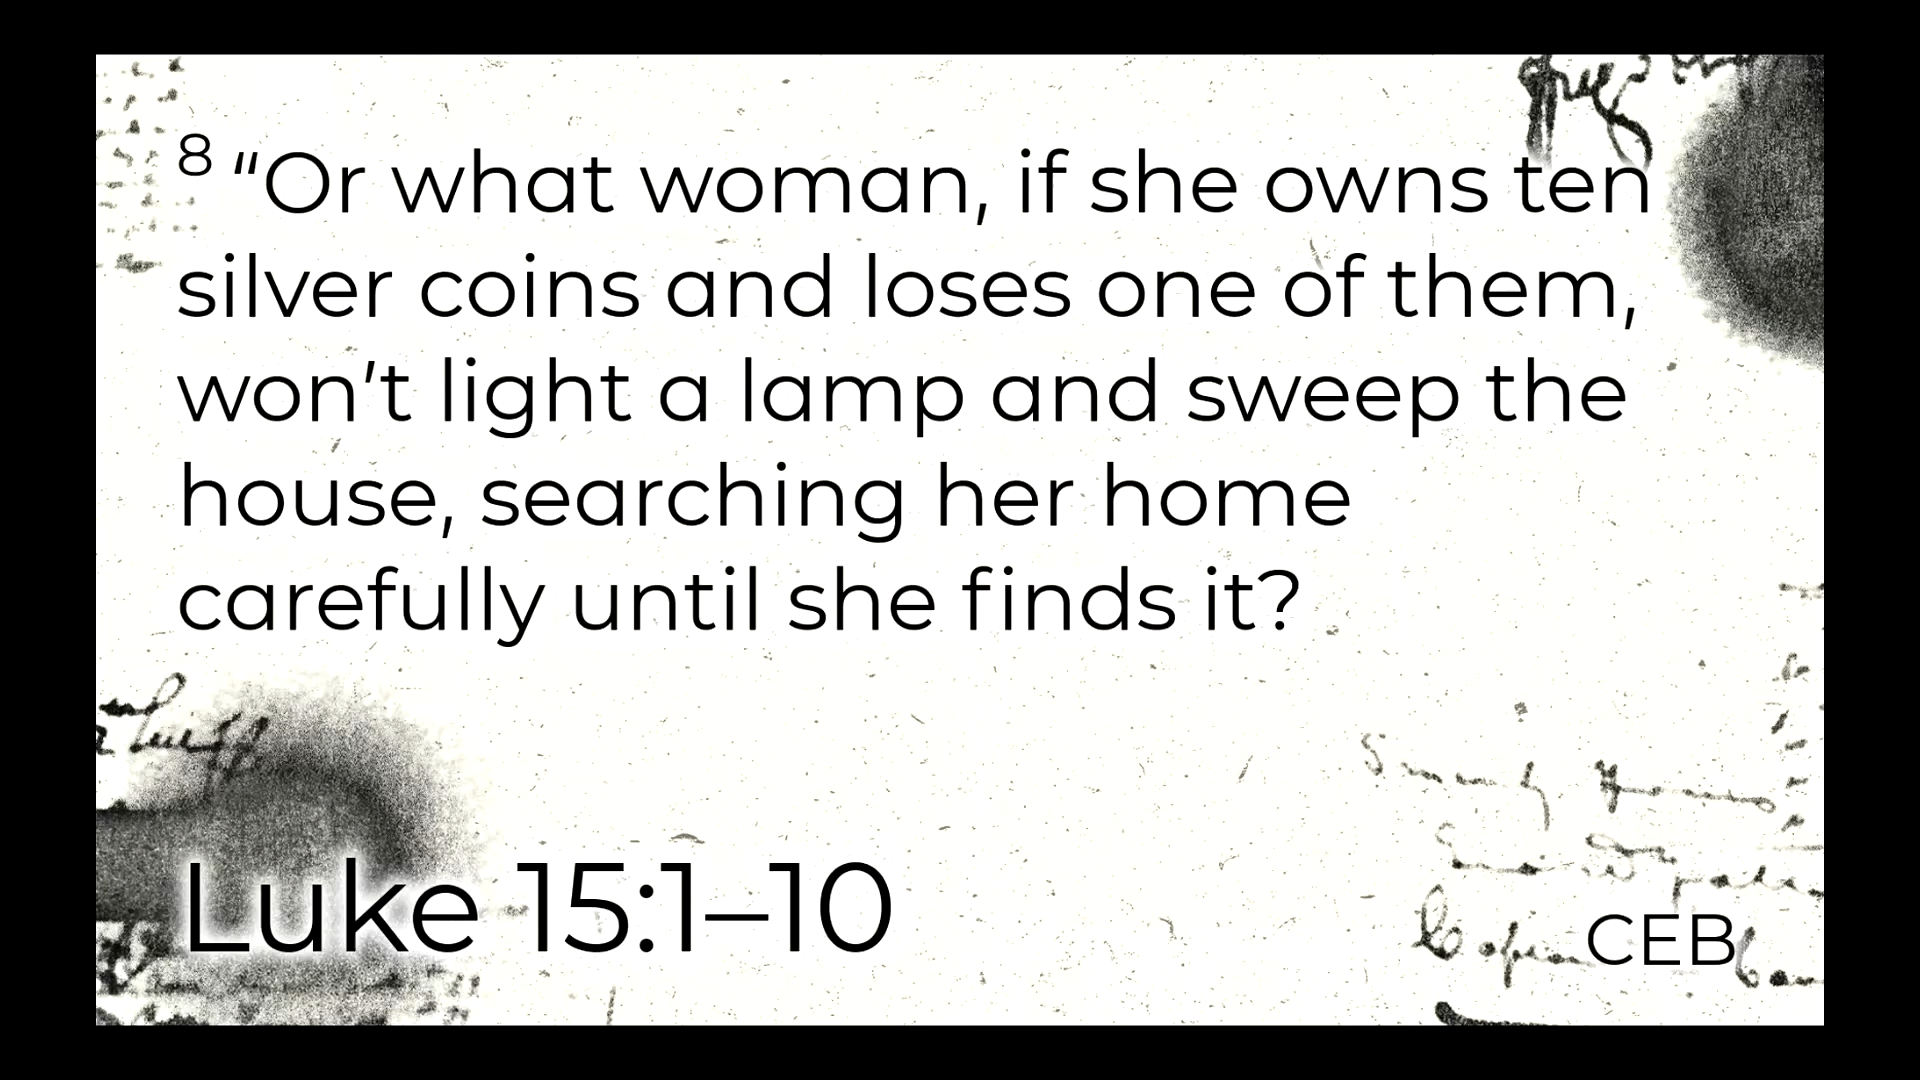 8 “Or what woman, if she owns ten
silver coins and loses one of them,
won’t light a lamp and sweep the
house, searching her home
carefully until she finds it?
Luke 15:1–10
CEB